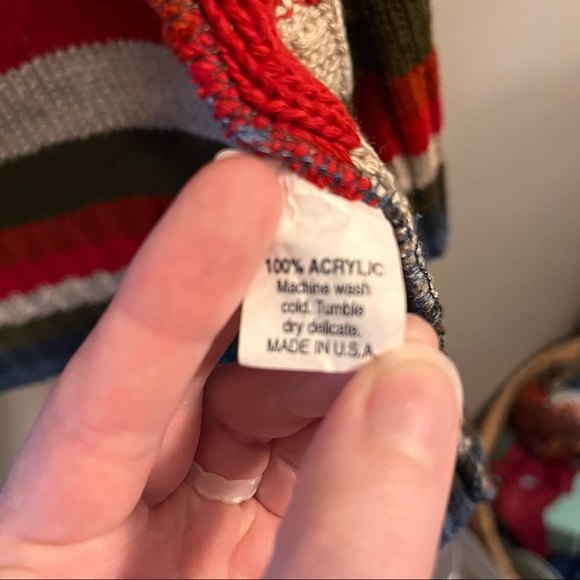 100% ACRYLIC
Machine wash
cold. Tumble
dry delicate.
MADE IN U.S.A.